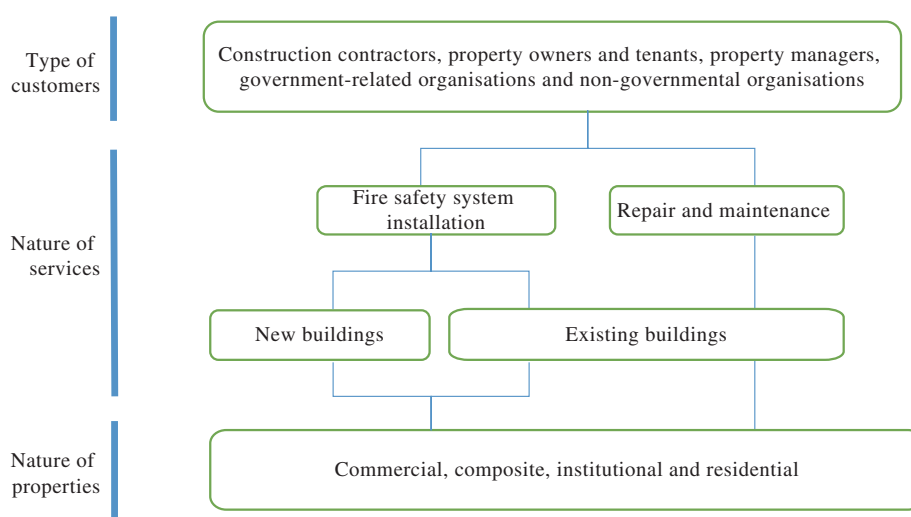 Type of
customers
Construction contractors, property owners and tenants, property managers,
government-related organisations and non-governmental organisations
Nature of
services
Fire safety system
installation
Repair and maintenance
New buildings
Existing buildings
Nature of
properties
Commercial, composite, institutional and residential